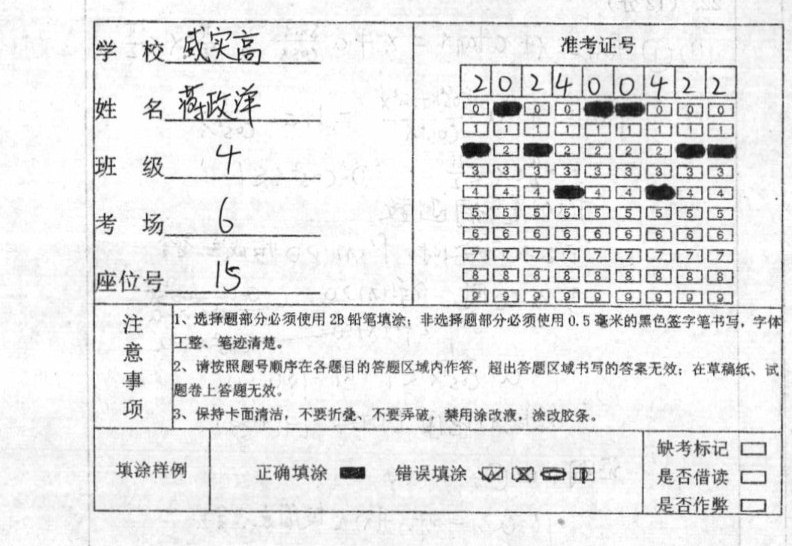 学 校 威实高
姓 名 蒋政洋
班 级 4
考 场 6
座位号 15
准考证号
2 0 2 4 0 0 4 2 2
0 0 0 0 0 0
1 1 1 1 1 1 1 1 1
2 2 2 2 2
3 3 3 3 3 3 3 3 3
4 4 4 4 4 4 4
5 5 5 5 5 5 5 5 5
6 6 6 6 6 6 6 6 6
7 7 7 7 7 7 7 7 7
8 8 8 8 8 8 8 8 8
9 9 9 9 9 9 9 9 9
注意事项
1、选择题部分必须使用 2B 铅笔填涂；非选择题部分必须使用 0.5 毫米的黑色签字笔书写，字体
工整、笔迹清楚。
2、请按照题号顺序在各题目的答题区域内作答，超出答题区域书写的答案无效；在草稿纸、试
题卷上答题无效。
3、保持卡面清洁，不要折叠、不要弄破，禁用涂改液，涂改胶条。
填涂样例 正确填涂 错误填涂
缺考标记
是否借读
是否作弊